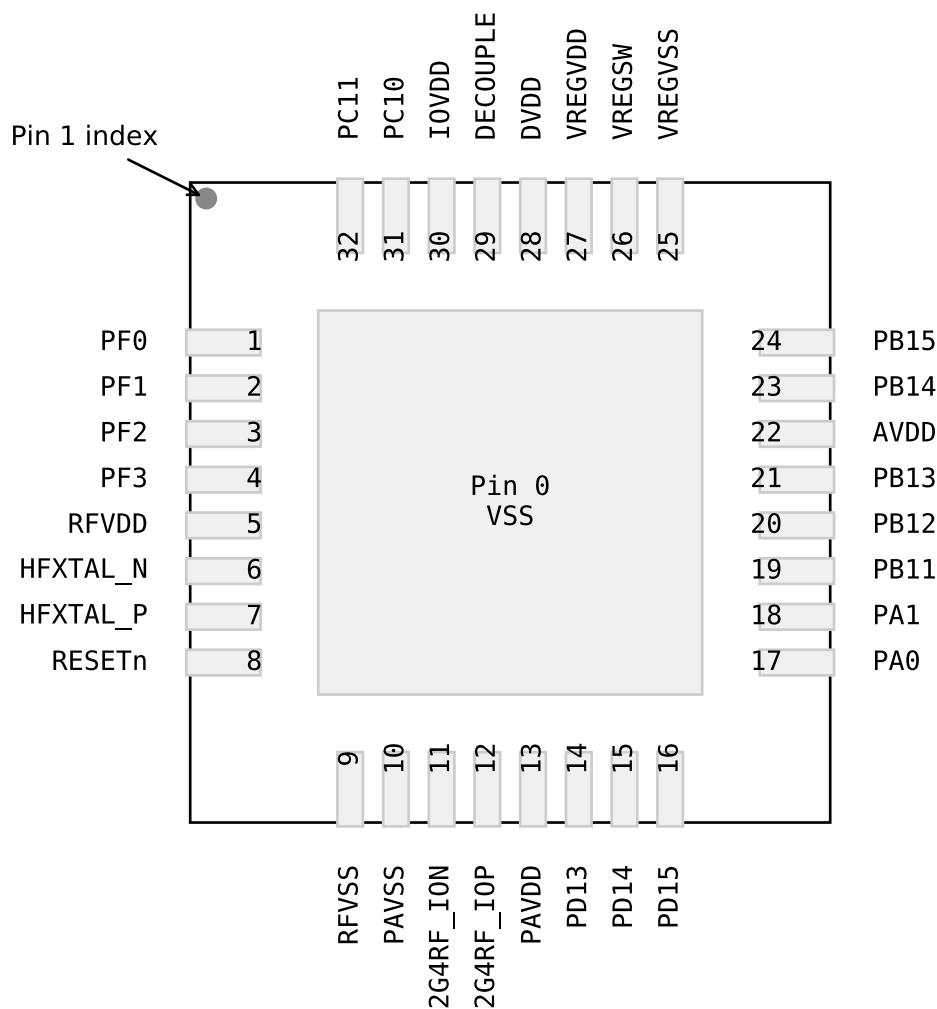 PC11
PC10
IOVDD
DECOUPLE
DVDD
VREGVDD
VREGSW
VREGVSS
Pin 1 index
32
31
30
29
28
27
26
25
PF0 1
PF1 2
PF2 3
PF3 4
RFVDD 5
HFXTAL_N 6
HFXTAL_P 7
RESETn 8
Pin 0
VSS
24 PB15
23 PB14
22 AVDD
21 PB13
20 PB12
19 PB11
18 PA1
17 PA0
9
10
11
12
13
14
15
16
RFVSS
PAVSS
2G4RF_ION
2G4RF_IOP
PAVDD
PD13
PD14
PD15